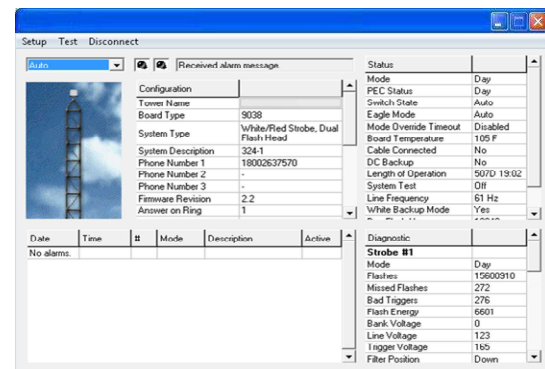 Setup Test Disconnect
Auto
Received alarm message
Configuration
Tower Name
Board Type 9038
System Type White/Red Strobe, Dual Flash Head
System Description 324-1
Phone Number 1 18002637570
Phone Number 2 -
Phone Number 3 -
Firmware Revision 2.2
Answer on Ring 1
Status
Mode Day
PEC Status Day
Switch State Auto
Eagle Mode Auto
Mode Override Timeout Disabled
Board Temperature 105 F
Cable Connected No
DC Backup No
Length of Operation 507D 19:02
System Test Off
Line Frequency 61 Hz
White Backup Mode Yes
Date Time # Mode Description Active
No alarms.
Diagnostic
Strobe #1
Mode Day
Flashes 15600910
Missed Flashes 272
Bad Triggers 276
Flash Energy 6601
Bank Voltage 0
Line Voltage 123
Trigger Voltage 165
Filter Position Down